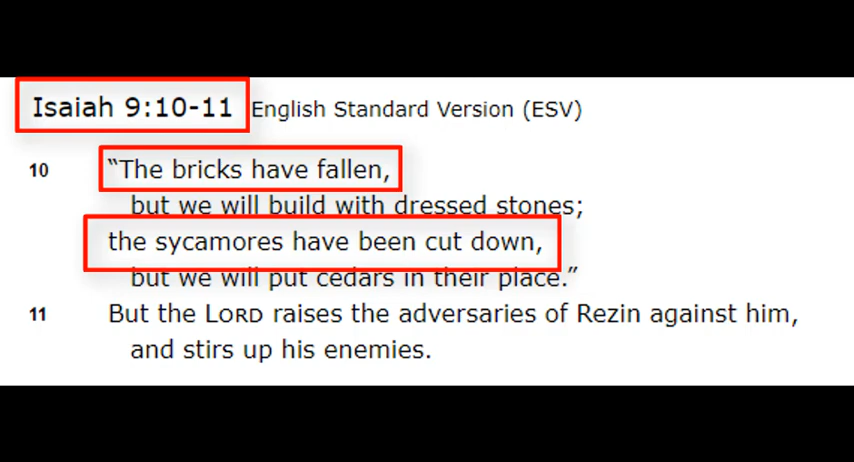 Isaiah 9:10-11 English Standard Version (ESV)
10 “The bricks have fallen,
but we will build with dressed stones;
the sycamores have been cut down,
but we will put cedars in their place.”
11 But the LORD raises the adversaries of Rezin against him,
and stirs up his enemies.